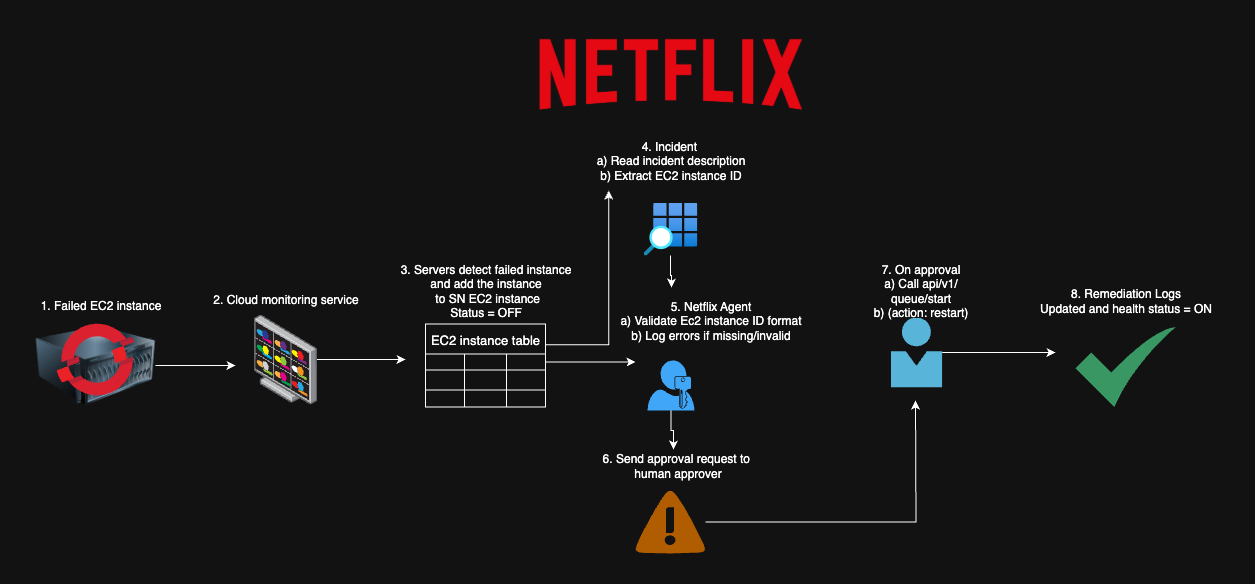 NETFLIX
1. Failed EC2 instance
2. Cloud monitoring service
3. Servers detect failed instance
and add the instance
to SN EC2 instance
Status = OFF
EC2 instance table
4. Incident
a) Read incident description
b) Extract EC2 instance ID
5. Netflix Agent
a) Validate Ec2 instance ID format
b) Log errors if missing/invalid
6. Send approval request to
human approver
7. On approval
a) Call api/v1/
queue/start
b) (action: restart)
8. Remediation Logs
Updated and health status = ON